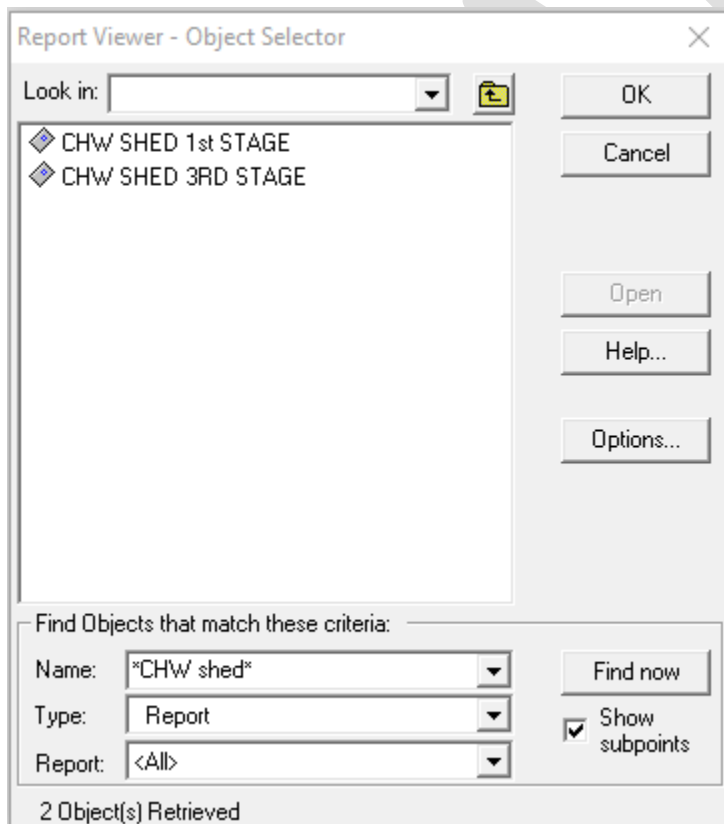 Report Viewer - Object Selector
Look in:
OK
CHW SHED 1st STAGE
Cancel
CHW SHED 3RD STAGE
Open
Help...
Options...
Find Objects that match these criteria:
Name: *CHW shed*
Find now
Type: Report
Show subpoints
Report: <All>
2 Object(s) Retrieved